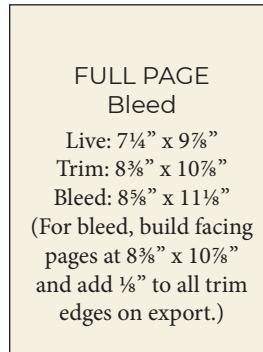 FULL PAGE
Bleed
Live: 7¼” x 9⅞”
Trim: 8⅜” x 10⅞”
Bleed: 8⅝” x 11⅛”
(For bleed, build facing
pages at 8⅜” x 10⅞”
and add ⅛” to all trim
edges on export.)